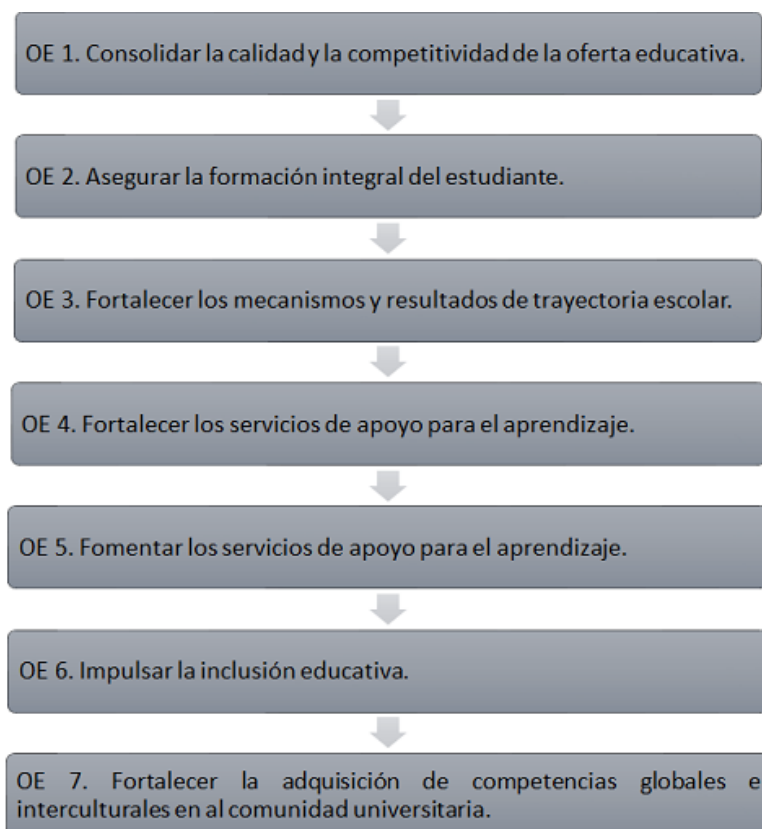 OE 1. Consolidar la calidad y la competitividad de la oferta educativa.
OE 2. Asegurar la formación integral del estudiante.
OE 3. Fortalecer los mecanismos y resultados de trayectoria escolar.
OE 4. Fortalecer los servicios de apoyo para el aprendizaje.
OE 5. Fomentar los servicios de apoyo para el aprendizaje.
OE 6. Impulsar la inclusión educativa.
OE 7. Fortalecer la adquisición de competencias globales e
interculturales en al comunidad universitaria.